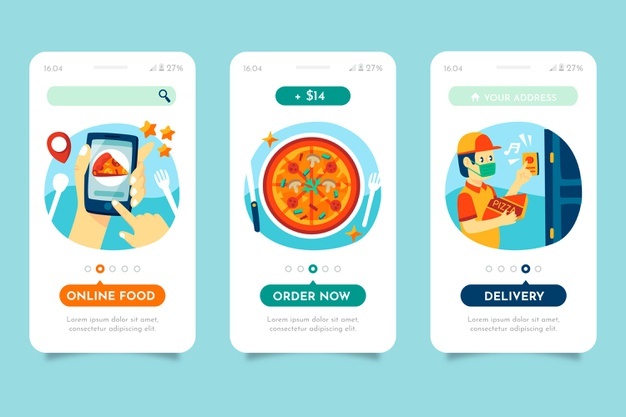 16:04
27%
ONLINE FOOD
Lorem ipsum dolor sit amet,
consectetur adipiscing elit.
16:04
27%
+ $14
ORDER NOW
Lorem ipsum dolor sit amet,
consectetur adipiscing elit.
16:04
27%
YOUR ADDRESS
PIZZA
DELIVERY
Lorem ipsum dolor sit amet,
consectetur adipiscing elit.